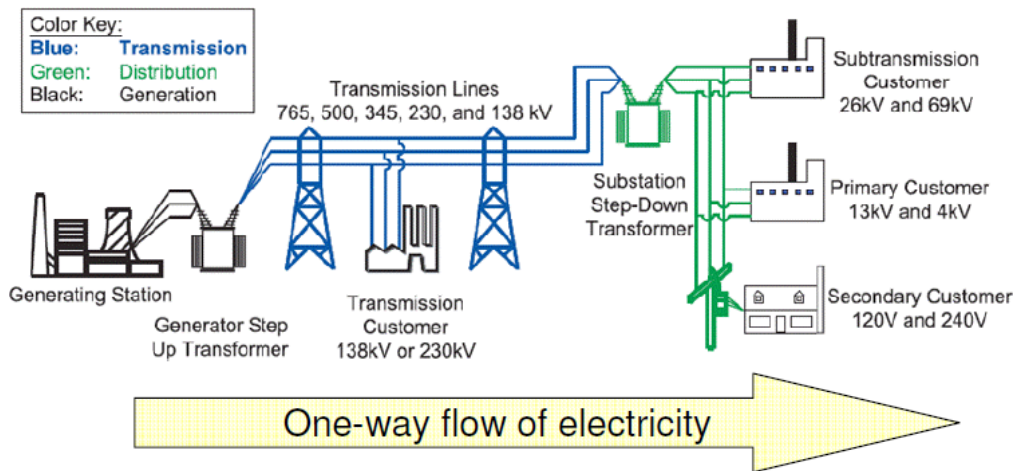 Color Key:
Blue: Transmission
Green: Distribution
Black: Generation
Transmission Lines
765, 500, 345, 230, and 138 kV
Subtransmission
Customer
26kV and 69kV
Generating Station
Generator Step
Up Transformer
Transmission
Customer
138kV or 230kV
Substation
Step-Down
Transformer
Primary Customer
13kV and 4kV
Secondary Customer
120V and 240V
One-way flow of electricity